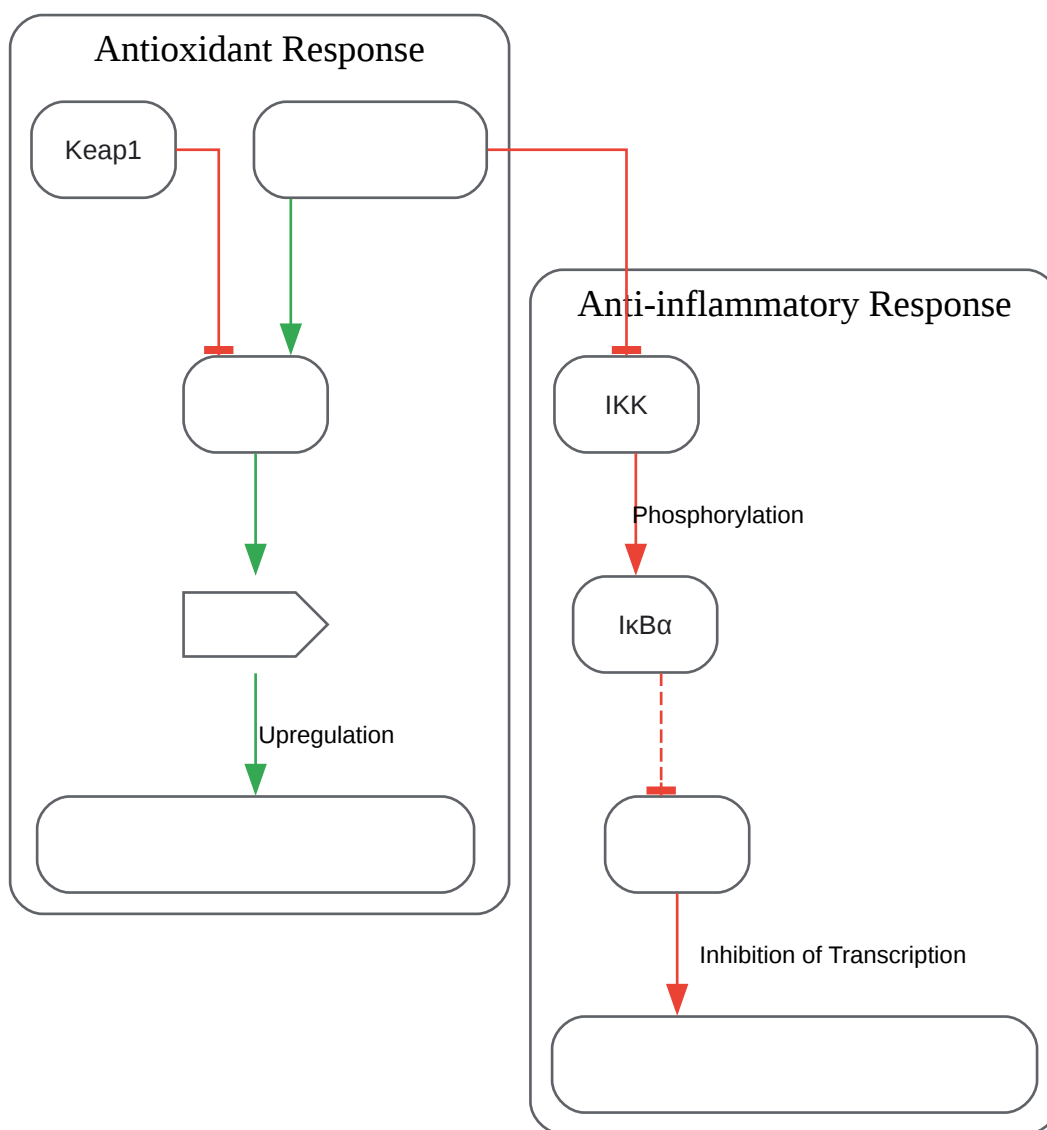 Antioxidant Response
Keap1
Anti-inflammatory Response
IKK
Phosphorylation
IκBα
Upregulation
Inhibition of Transcription